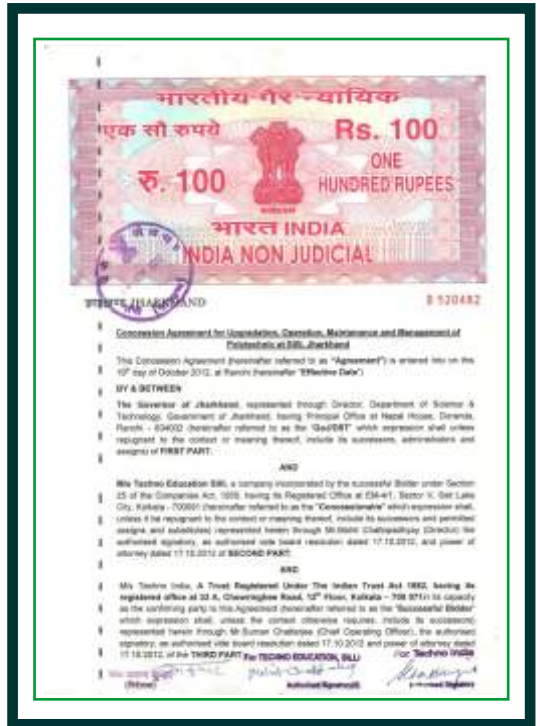 भारतीय गैर न्यायिक
एक सौ रुपये
Rs. 100
रु. 100
ONE
HUNDRED RUPEES
भारत INDIA
INDIA NON JUDICIAL
झारखण्ड JHARKHAND
B 520482
Concession Agreement for Upgradation, Operation, Maintenance and Management of
Polytechnic at Silli, Jharkhand
This Concession Agreement (hereinafter referred to as "Agreement") is entered into on this
19th day of October 2012, at Ranchi (hereinafter "Effective Date")
BY & BETWEEN
The Governor of Jharkhand, represented through Director, Department of Science &
Technology, Government of Jharkhand, having Principal Office at Nepal House, Doranda,
Ranchi - 834002 (hereinafter referred to as the "GoJ/DST" which expression shall unless
repugnant to the context or meaning thereof, include its successors, administrators and
assigns) of FIRST PART:
AND
M/s Techno Education Silli, a company incorporated by the successful Bidder under Section
25 of the Companies Act, 1956, having its Registered Office at EM-4/1, Sector V, Salt Lake
City, Kolkata - 700091 (hereinafter referred to as the "Concessionaire" which expression shall,
unless it be repugnant to the context or meaning thereof, include its successors and permitted
assigns and substitutes) represented herein through Mr. Chattopadhyay (Director) the
authorised signatory, as authorised vide board resolution dated 17.10.2012, and power of
attorney dated 17.10.2012 of SECOND PART:
AND
M/s Techno India, A Trust Registered Under The Indian Trust Act 1882, having its
registered office at 33 A, Chowringhee Road, 12th Floor, Kolkata - 700 071 in its capacity
as the confirming party to this Agreement (hereinafter referred to as the "Successful Bidder"
which expression shall, unless the context otherwise requires, include its successors)
represented herein through Mr Suman Chatterjee (Chief Operating Officer), the authorised
signatory, as authorised vide board resolution dated 17.10.2012 and power of attorney dated
17.10.2012, of the THIRD PART
For TECHNO EDUCATION, SILLI
For Techno India
Authorised Signatory
Authorised Signatory